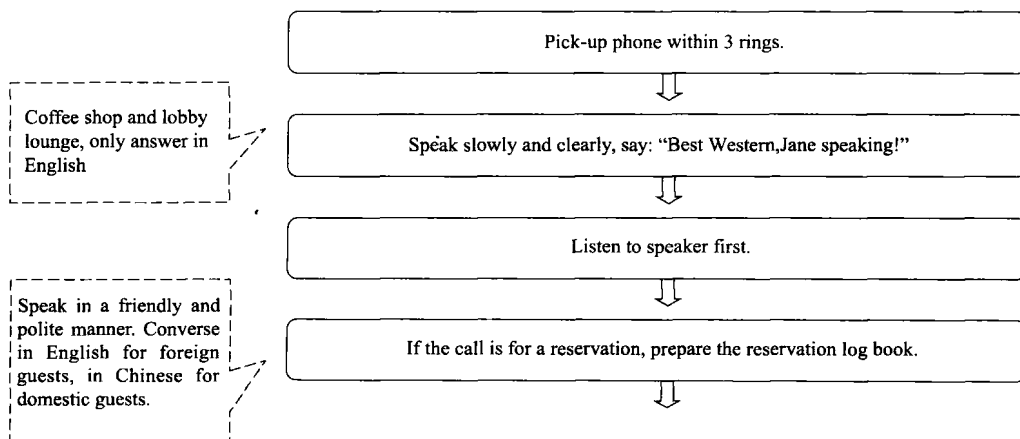 Pick-up phone within 3 rings.
Coffee shop and lobby
lounge, only answer in
English
Speak slowly and clearly, say: “Best Western,Jane speaking!”
Listen to speaker first.
Speak in a friendly and
polite manner. Converse
in English for foreign
guests, in Chinese for
domestic guests.
If the call is for a reservation, prepare the reservation log book.